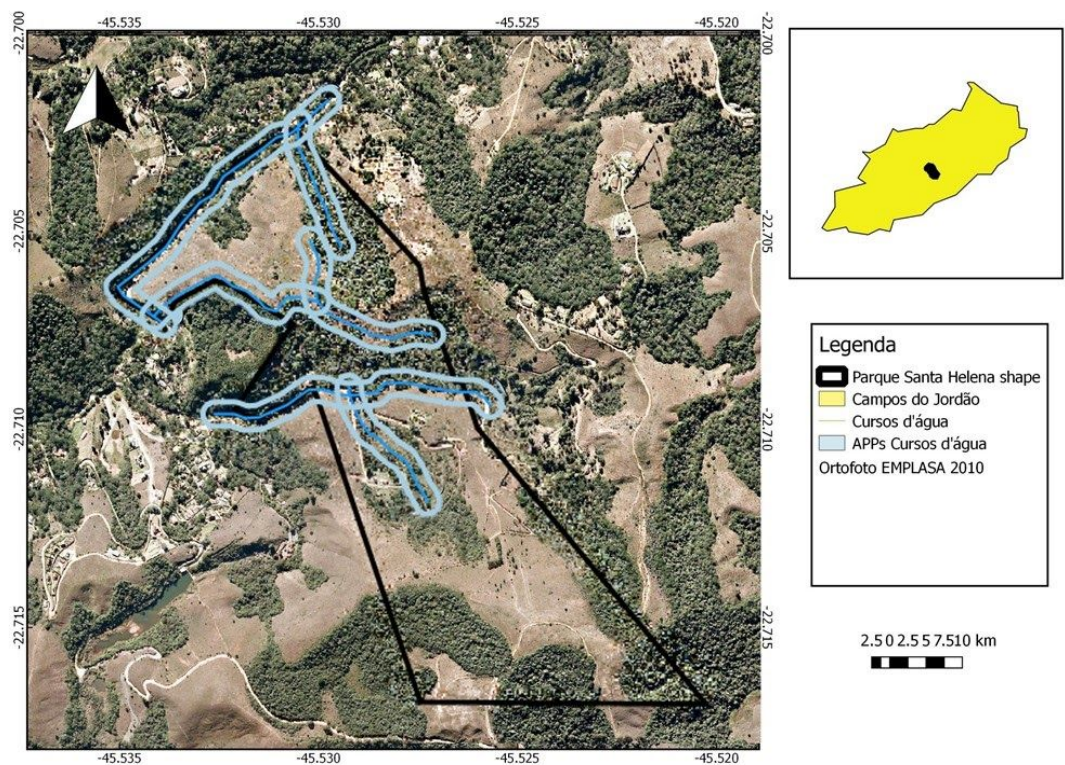 -45.535 -45.530 -45.525 -45.520
-22.700 -22.700
-22.705 -22.705
-22.710 -22.710
-22.715 -22.715
-45.535 -45.530 -45.525 -45.520
Legenda
Parque Santa Helena shape
Campos do Jordão
Cursos d'água
APPs Cursos d'água
Ortofoto EMPLASA 2010
2.5 0 2.5 5 7.510 km